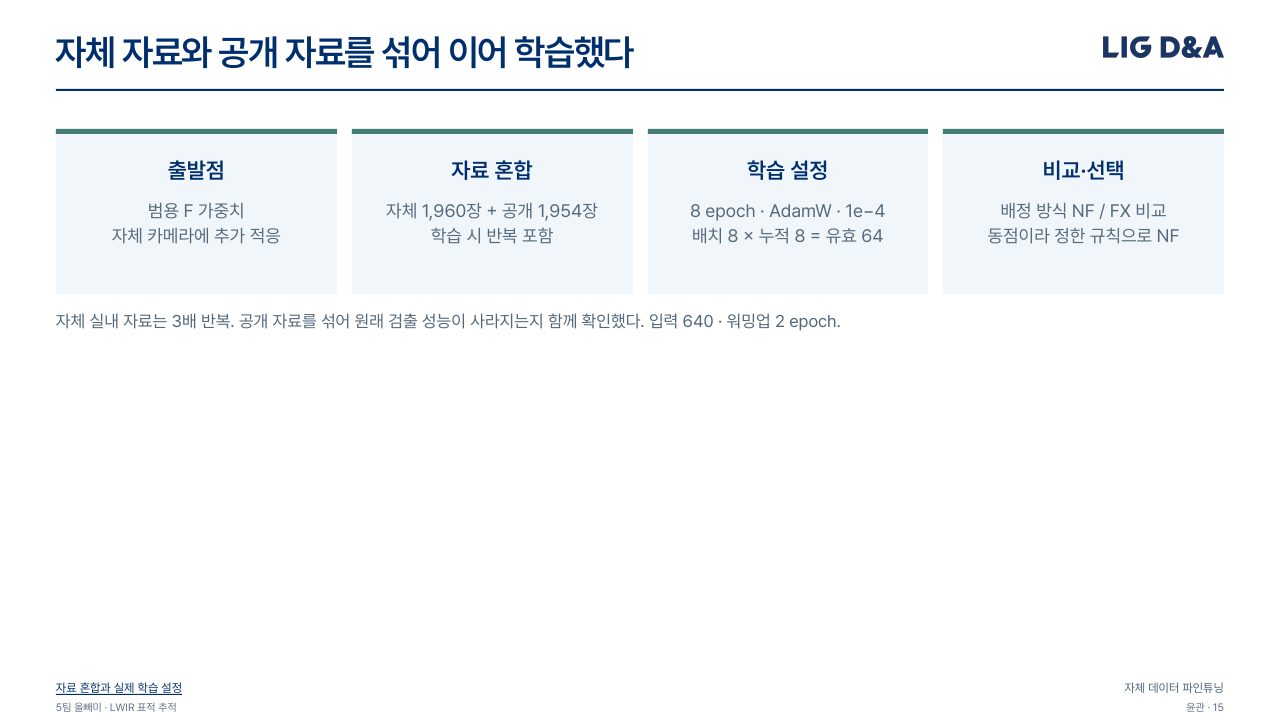 자체 자료와 공개 자료를 섞어 이어 학습했다
LIG D&A
출발점
범용 F 가중치
자체 카메라에 추가 적응
자료 혼합
자체 1,960장 + 공개 1,954장
학습 시 반복 포함
학습 설정
8 epoch · AdamW · 1e−4
배치 8 × 누적 8 = 유효 64
비교·선택
배정 방식 NF / FX 비교
동점이라 정한 규칙으로 NF
자체 실내 자료는 3배 반복. 공개 자료를 섞어 원래 검출 성능이 사라지는지 함께 확인했다. 입력 640 · 워밍업 2 epoch.
자료 혼합과 실제 학습 설정
5팀 올빼미 · LWIR 표적 추적
자체 데이터 파인튜닝
윤관 · 15